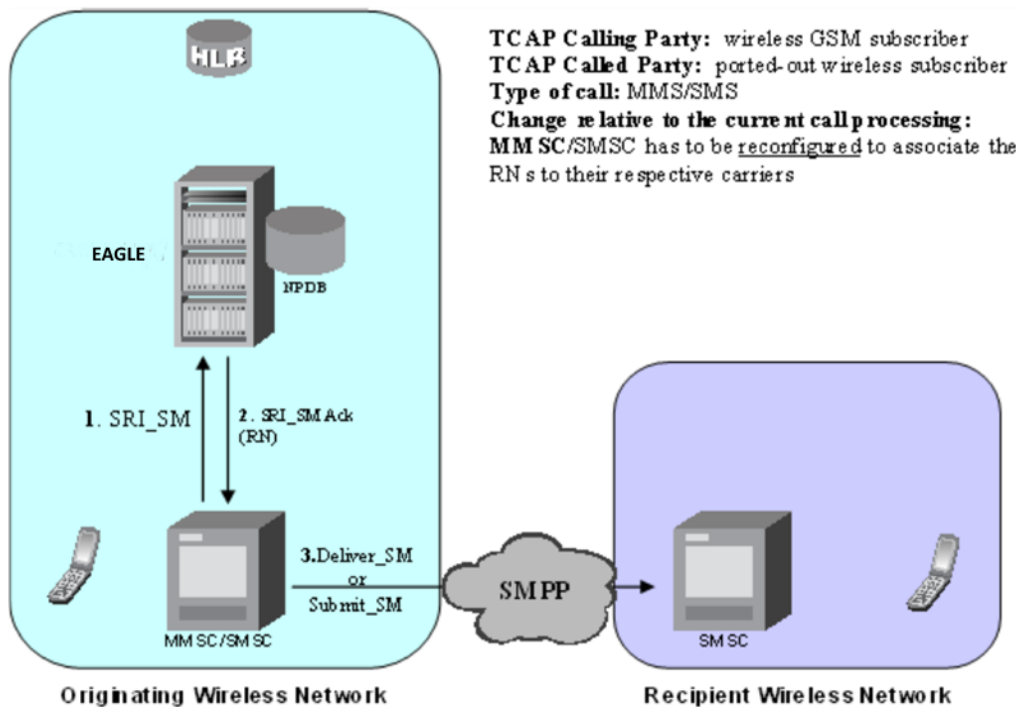 HLR
TCAP Calling Party: wireless GSM subscriber
TCAP Called Party: ported-out wireless subscriber
Type of call: MMS/SMS
Change relative to the current call processing:
MMSC/SMSC has to be reconfigured to associate the
RNs to their respective carriers
EAGLE
NPDB
1. SRI_SM
2. SRI_SM Ack
(RN)
3.Deliver_SM
or
Submit_SM
SMPP
MMSC/SMSC
SMSC
Originating Wireless Network
Recipient Wireless Network